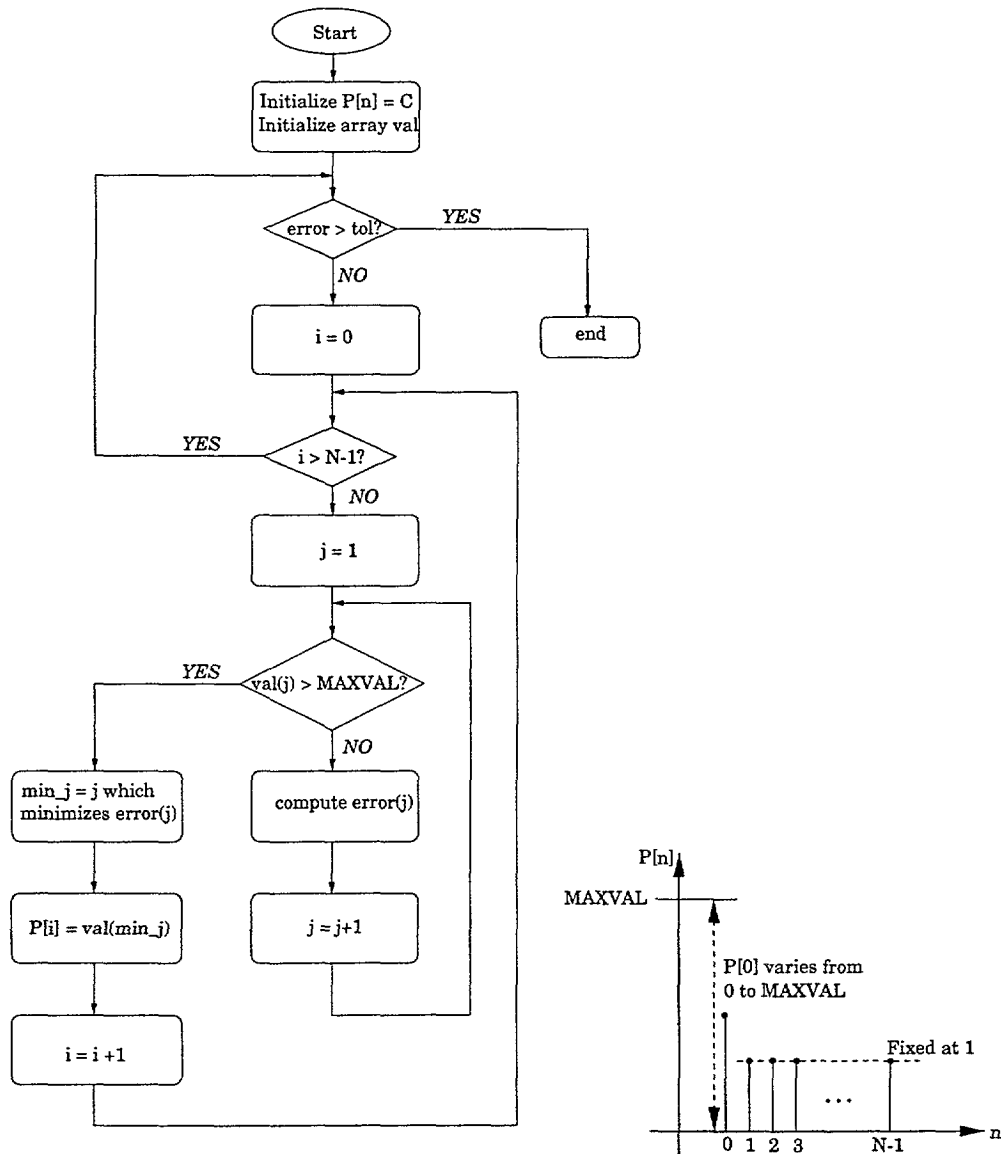 Start
Initialize P[n] = C
Initialize array val
error > tol?
YES
NO
end
i = 0
YES
i > N-1?
NO
j = 1
YES
val(j) > MAXVAL?
NO
min_j = j which
minimizes error(j)
compute error(j)
P[i] = val(min_j)
j = j+1
i = i +1
P[n]
MAXVAL
P[0] varies from
0 to MAXVAL
Fixed at 1
...
0 1 2 3 N-1
n